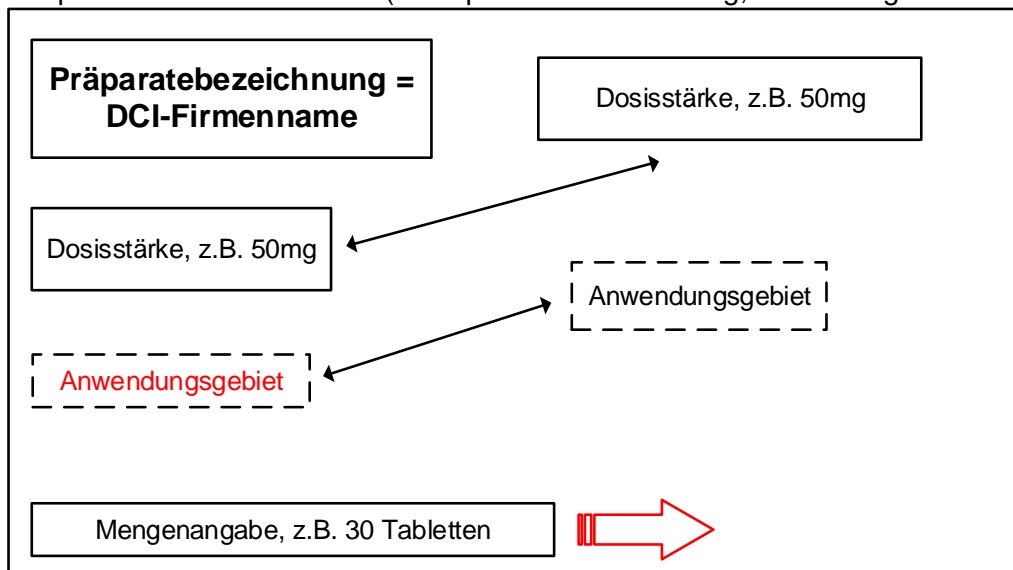 Präparatebezeichnung =
DCI-Firmenname
Dosisstärke, z.B. 50mg
Dosisstärke, z.B. 50mg
Anwendungsgebiet
Anwendungsgebiet
Mengenangabe, z.B. 30 Tabletten